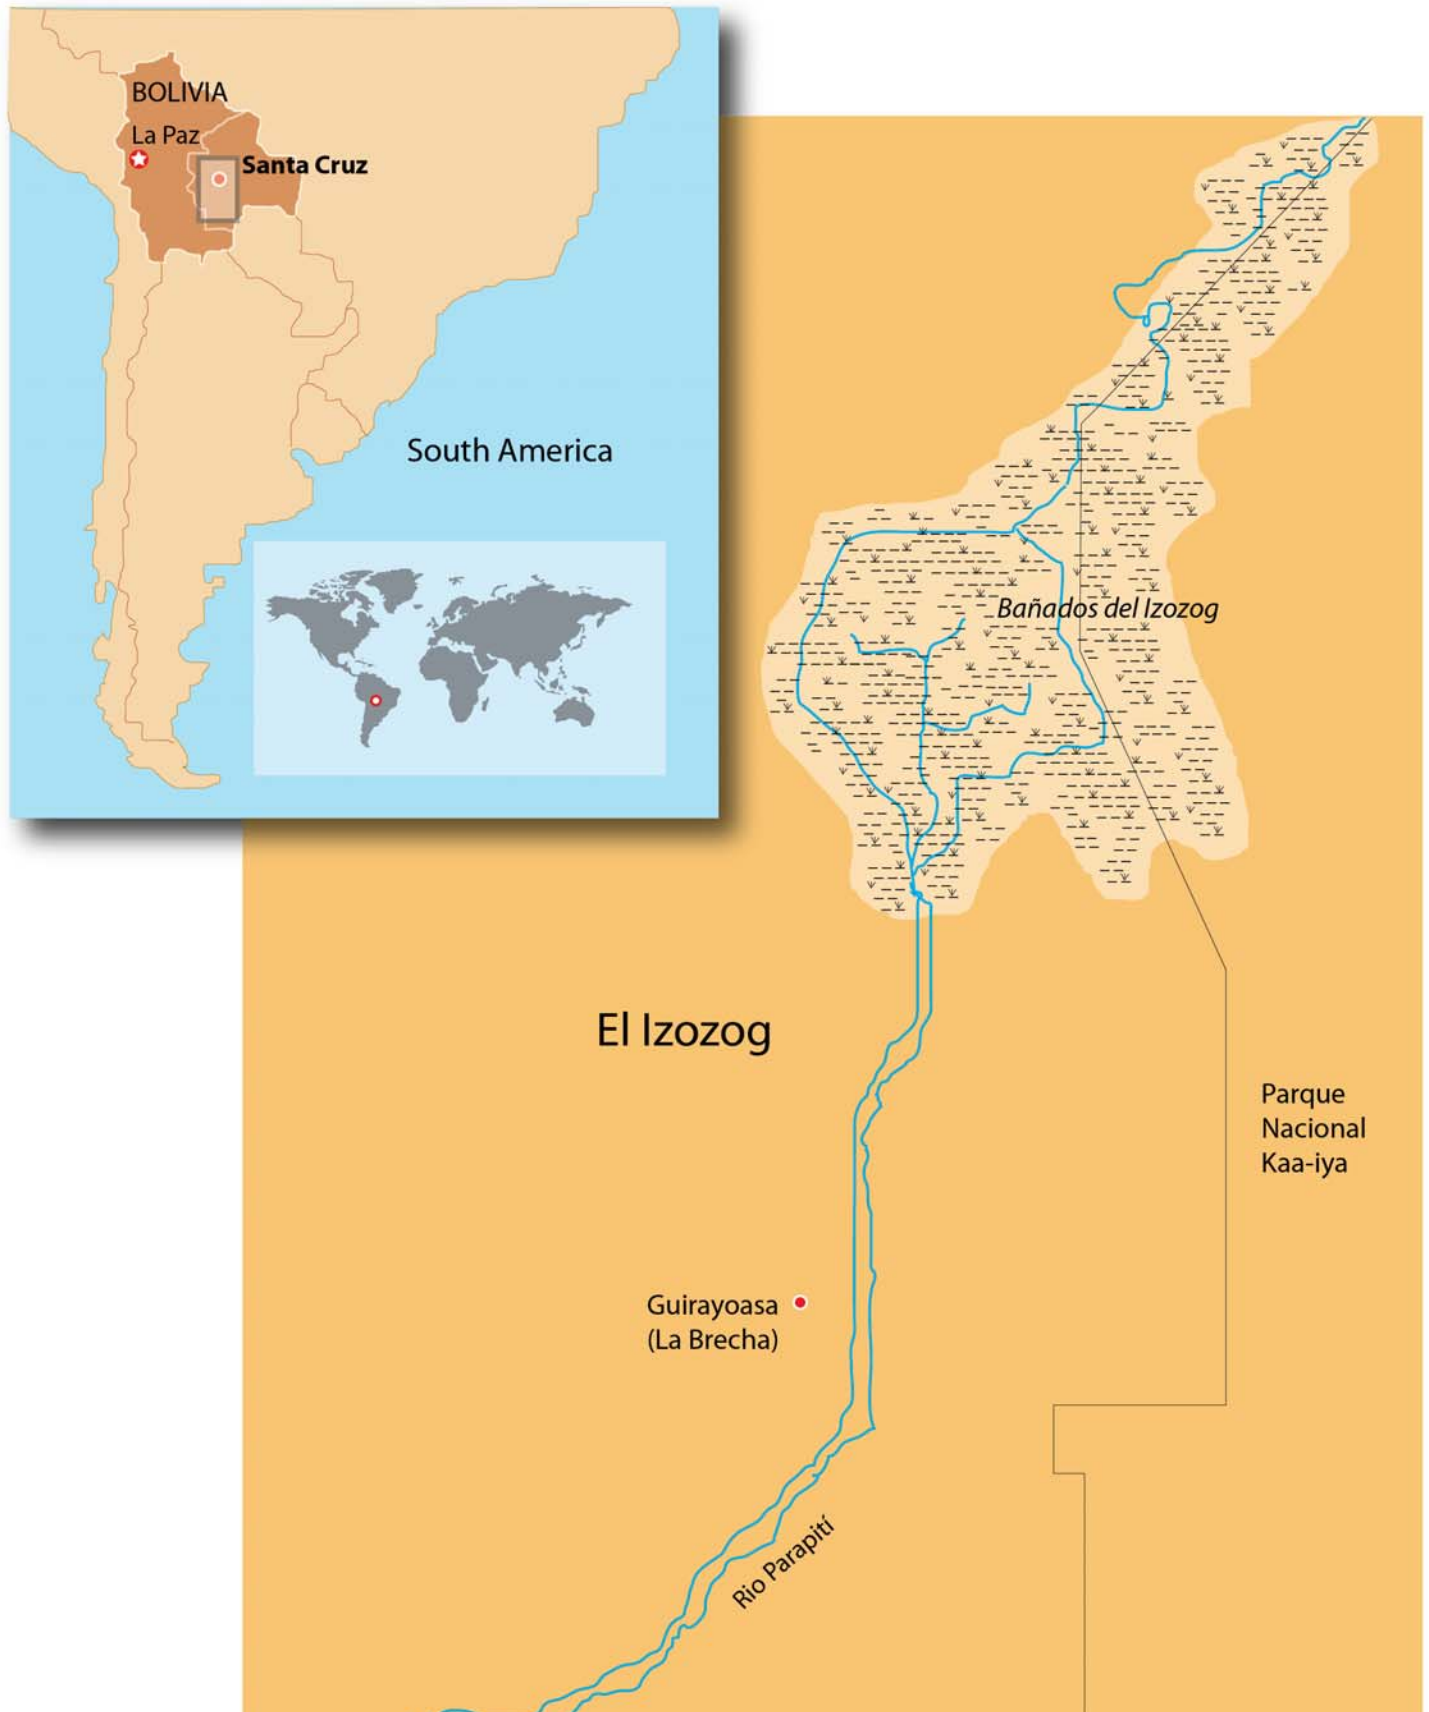 BOLIVIA
La Paz
Santa Cruz
South America
Bañados del Izozog
El Izozog
Parque
Nacional
Kaa-iya
Guirayoasa
(La Brecha)
Rio Parapití